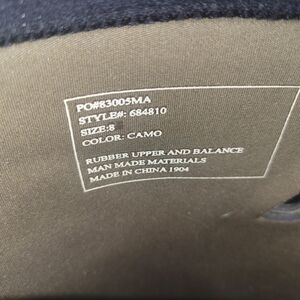 PO#83005MA
STYLE#: 684810
SIZE:8
COLOR: CAMO
RUBBER UPPER AND BALANCE
MAN MADE MATERIALS
MADE IN CHINA 1904